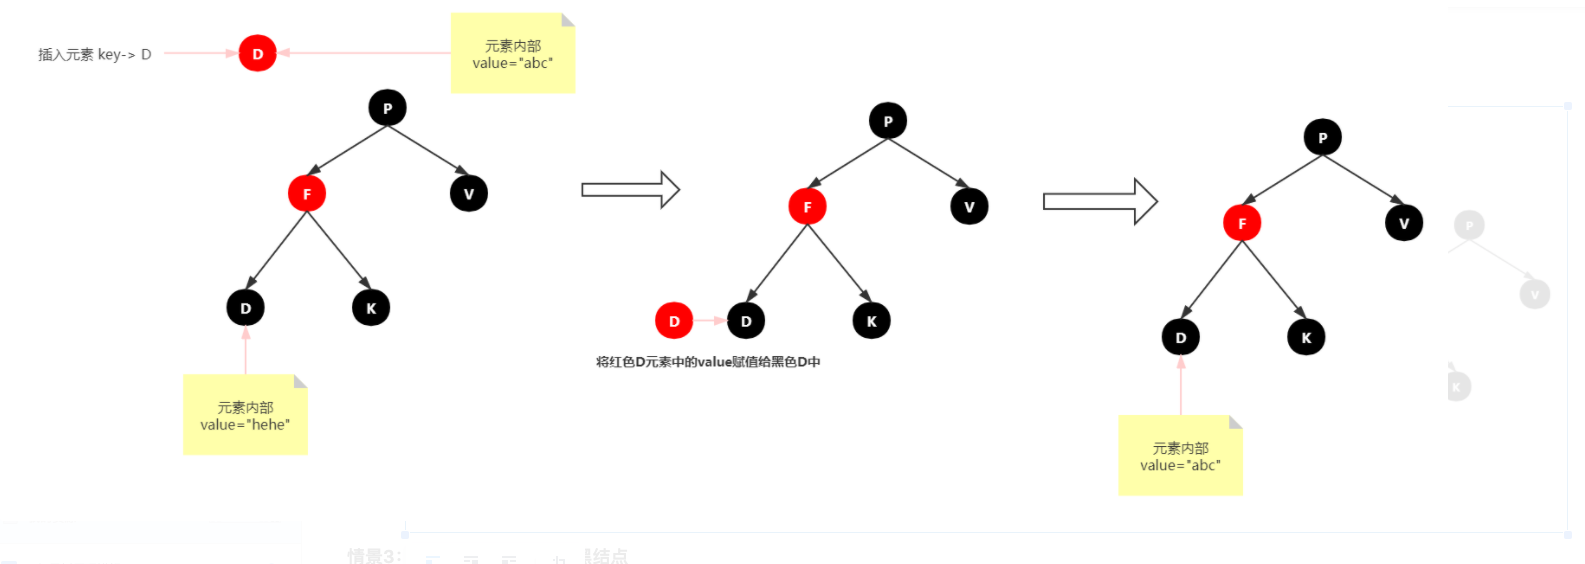 插入元素 key-> D
D
元素内部
value="abc"
P
F
V
D
K
元素内部
value="hehe"
P
F
V
D
D
K
将红色D元素中的value赋值给黑色D中
P
F
V
D
K
元素内部
value="abc"
P
V
K
情景3：
结点